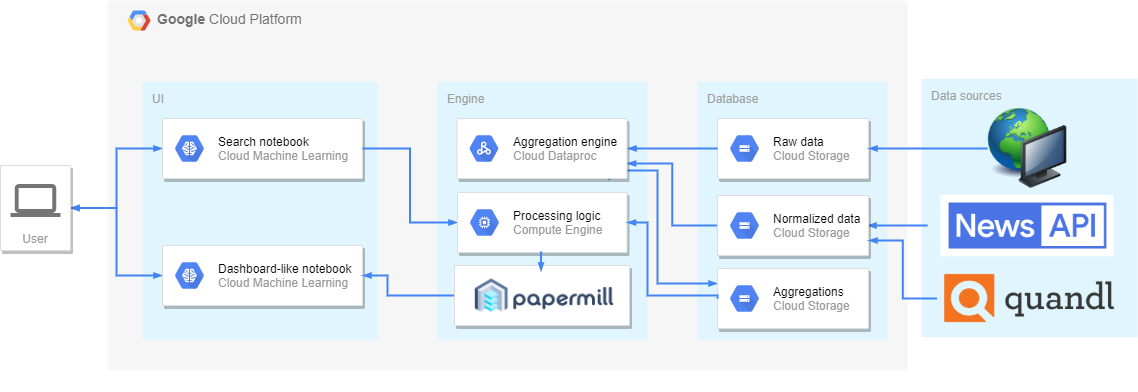 Google Cloud Platform
UI
Engine
Database
Data sources
Search notebook
Cloud Machine Learning
Aggregation engine
Cloud Dataproc
Raw data
Cloud Storage
User
Processing logic
Compute Engine
Normalized data
Cloud Storage
News API
Dashboard-like notebook
Cloud Machine Learning
papermill
Aggregations
Cloud Storage
quandl